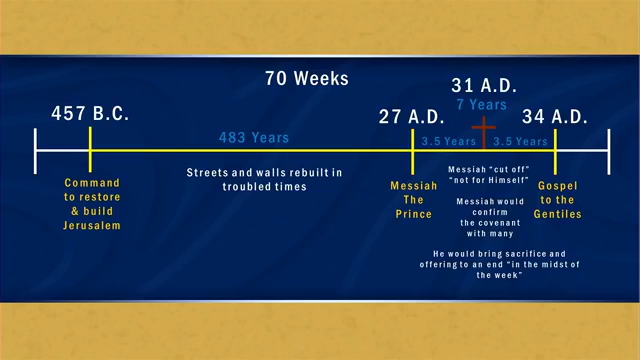 70 Weeks
31 A.D.
7 Years
457 B.C.
27 A.D.
34 A.D.
483 Years
3.5 Years
3.5 Years
Command
to restore
& build
Jerusalem
Streets and walls rebuilt in
troubled times
Messiah
The
Prince
Messiah “cut off”
“not for Himself”
Messiah would
confirm
the covenant
with many
Gospel
to the
Gentiles
He would bring sacrifice and
offering to an end “in the midst of
the week”